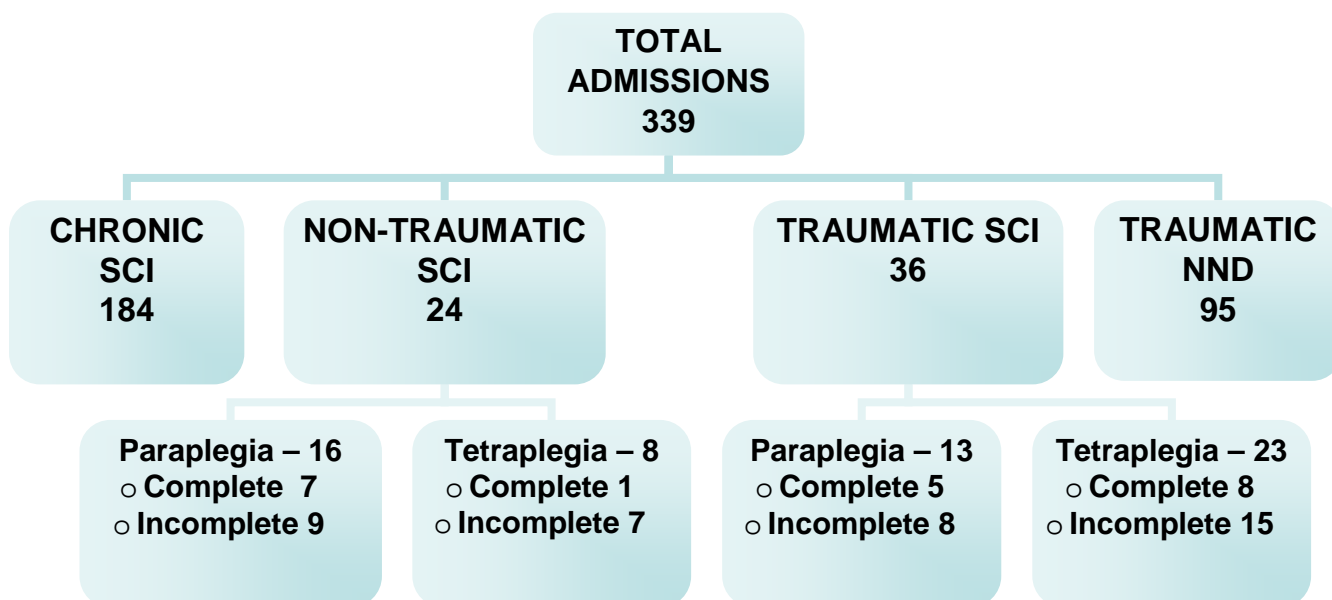 TOTAL
ADMISSIONS
339
CHRONIC
SCI
184
NON-TRAUMATIC
SCI
24
TRAUMATIC SCI
36
TRAUMATIC
NND
95
Paraplegia – 16
o Complete 7
o Incomplete 9
Tetraplegia – 8
o Complete 1
o Incomplete 7
Paraplegia – 13
o Complete 5
o Incomplete 8
Tetraplegia – 23
o Complete 8
o Incomplete 15